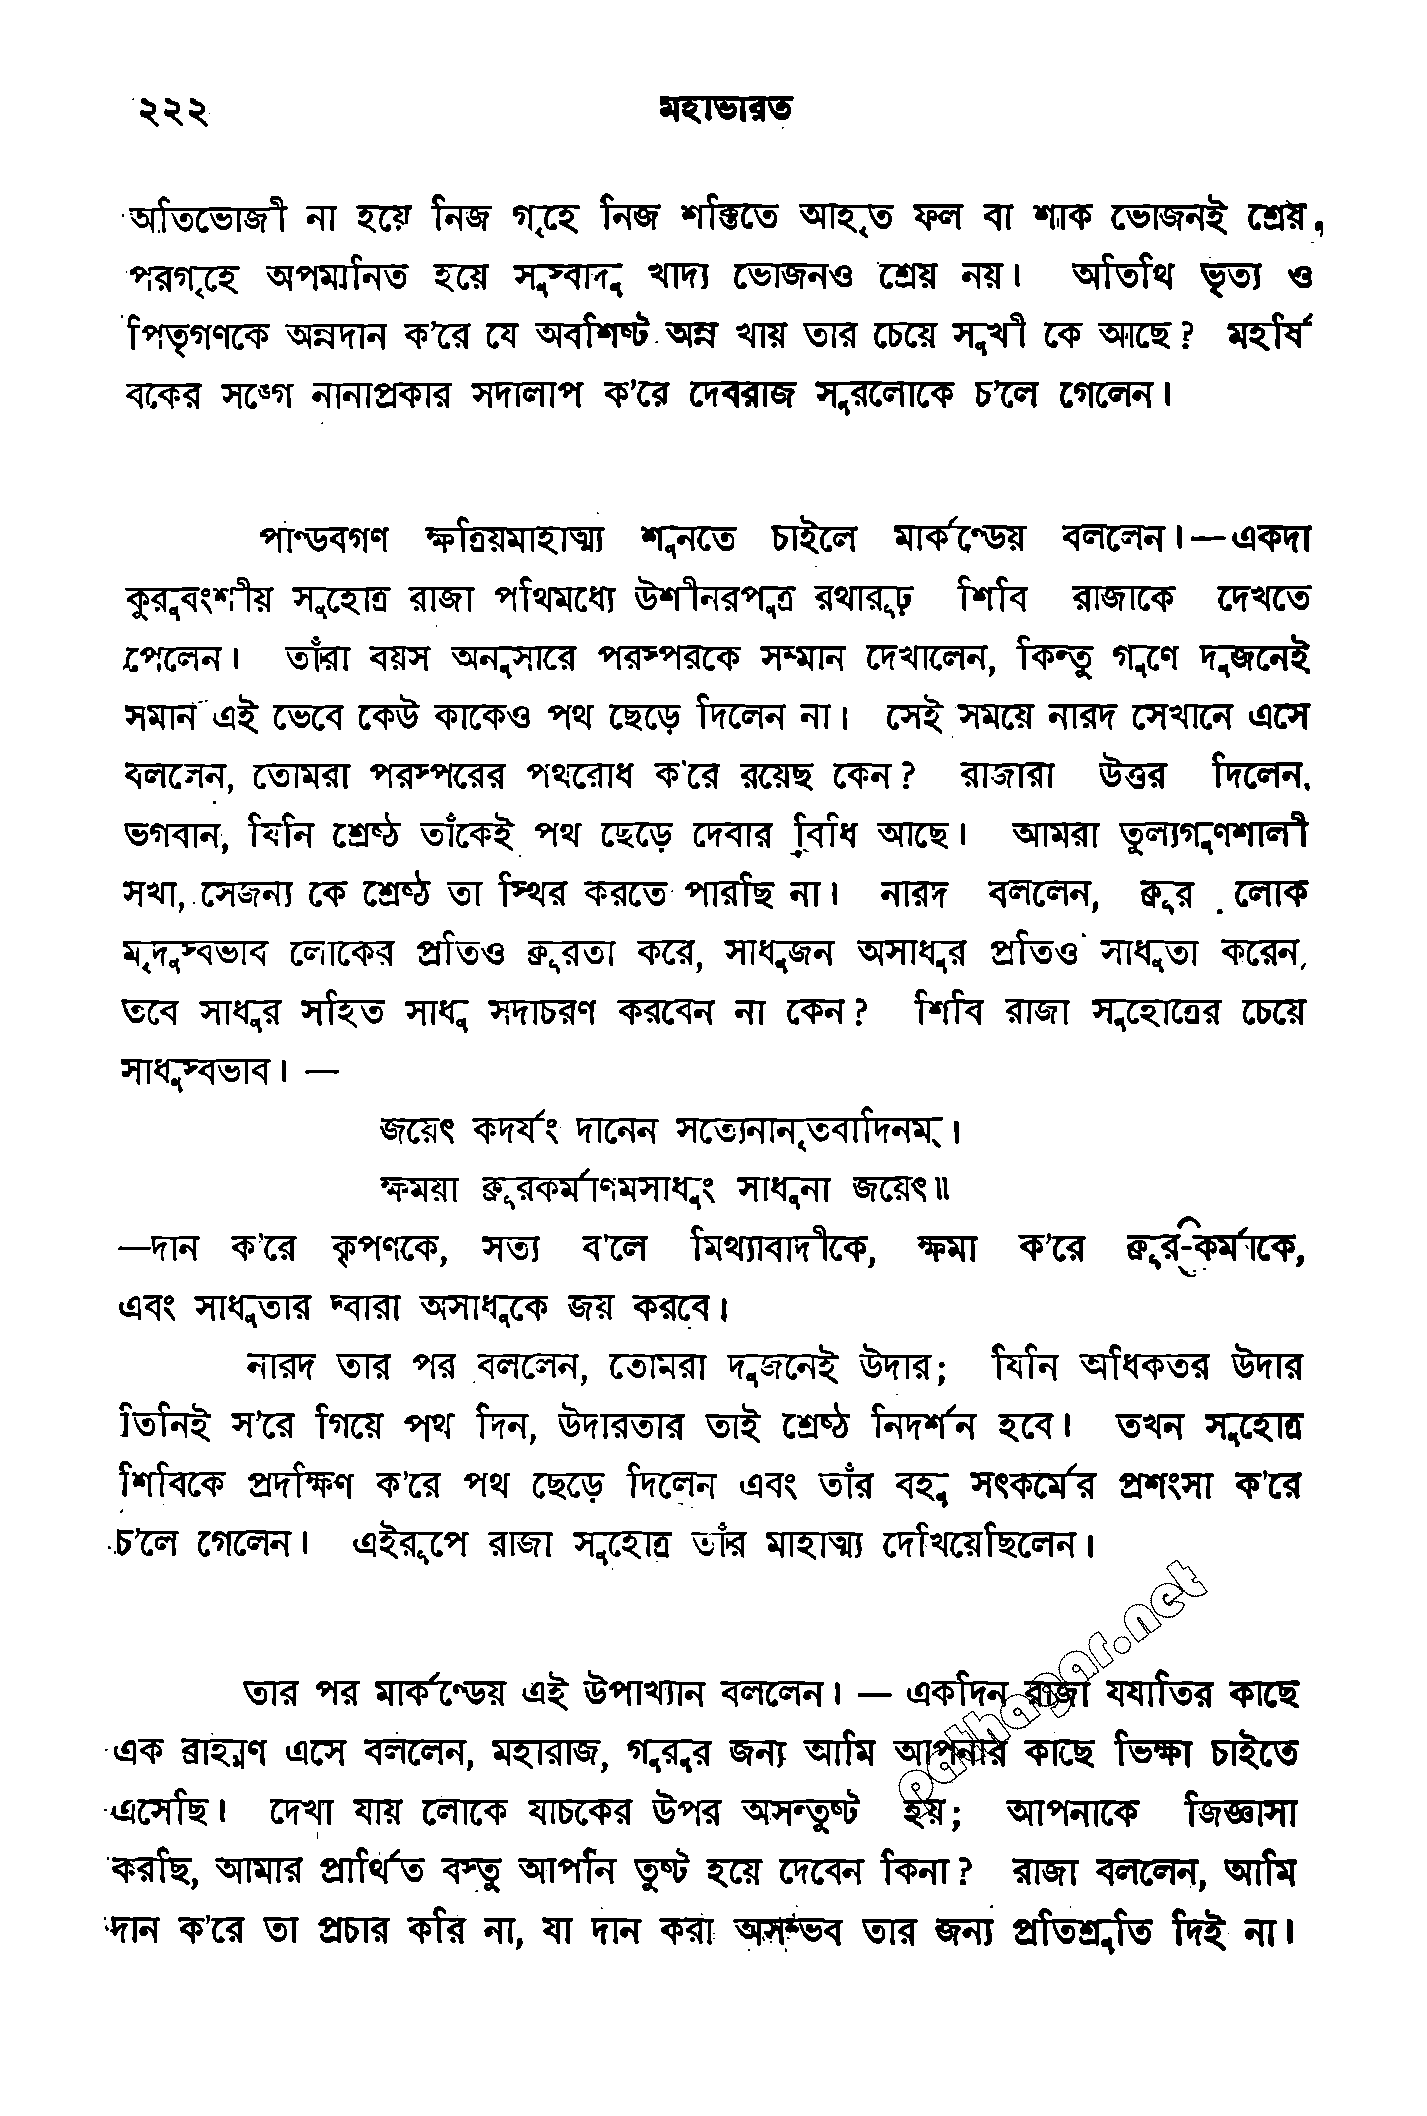 ২২২ মহাভারত
অতিভোজী না হয়ে নিজ গৃহে নিজ শক্তিতে আহৃত ফল বা শাক ভোজনই শ্রেয়,
পরগৃহে অপমানিত হয়ে সুস্বাদু খাদ্য ভোজনও শ্রেয় নয়। অতিথি ভৃত্য ও
পিতৃগণকে অন্নদান ক'রে যে অবশিষ্ট অন্ন খায় তার চেয়ে সুখী কে আছে? মহর্ষি
বকের সঙ্গে নানাপ্রকার সদালাপ ক'রে দেবরাজ সুরলোকে চ'লে গেলেন।
পাণ্ডবগণ ক্ষত্রিয়মাহাত্ম্য শুনতে চাইলে মার্কণ্ডেয় বললেন।—একদা
কুরুবংশীয় সুহোত্র রাজা পথিমধ্যে উশীনরপুত্র রথারূঢ় শিবি রাজাকে দেখতে
পেলেন। তাঁরা বয়স অনুসারে পরস্পরকে সম্মান দেখালেন, কিন্তু গুণে দুজনেই
সমান এই ভেবে কেউ কাকেও পথ ছেড়ে দিলেন না। সেই সময়ে নারদ সেখানে এসে
বললেন, তোমরা পরস্পরের পথরোধ ক'রে রয়েছ কেন? রাজারা উত্তর দিলেন,
ভগবান, যিনি শ্রেষ্ঠ তাঁকেই পথ ছেড়ে দেবার বিধি আছে। আমরা তুল্যগুণশালী
সখা, সেজন্য কে শ্রেষ্ঠ তা স্থির করতে পারছি না। নারদ বললেন, ক্রূর লোক
মৃদুস্বভাব লোকের প্রতিও ক্রূরতা করে, সাধুজন অসাধুর প্রতিও সাধুতা করেন,
তবে সাধুর সহিত সাধু সদাচরণ করবেন না কেন? শিবি রাজা সুহোত্রের চেয়ে
সাধুস্বভাব। —
জয়েৎ কদর্যং দানেন সত্যেনানৃতবাদিনম্।
ক্ষময়া ক্রূরকর্মাণমসাধুং সাধুনা জয়েৎ॥
—দান ক'রে কৃপণকে, সত্য ব'লে মিথ্যাবাদীকে, ক্ষমা ক'রে ক্রূর-কর্মাকে,
এবং সাধুতার দ্বারা অসাধুকে জয় করবে।
নারদ তার পর বললেন, তোমরা দুজনেই উদার; যিনি অধিকতর উদার
তিনিই স'রে গিয়ে পথ দিন, উদারতার তাই শ্রেষ্ঠ নিদর্শন হবে। তখন সুহোত্র
শিবিকে প্রদক্ষিণ ক'রে পথ ছেড়ে দিলেন এবং তাঁর বহু সৎকর্মের প্রশংসা ক'রে
চ'লে গেলেন। এইরূপে রাজা সুহোত্র তাঁর মাহাত্ম্য দেখিয়েছিলেন।
তার পর মার্কণ্ডেয় এই উপাখ্যান বললেন। — একদিন রাজা যযাতির কাছে
এক ব্রাহ্মণ এসে বললেন, মহারাজ, গুরুর জন্য আমি আপনার কাছে ভিক্ষা চাইতে
এসেছি। দেখা যায় লোকে যাচকের উপর অসন্তুষ্ট হয়; আপনাকে জিজ্ঞাসা
করছি, আমার প্রার্থিত বস্তু আপনি তুষ্ট হয়ে দেবেন কিনা? রাজা বললেন, আমি
দান ক'রে তা প্রচার করি না, যা দান করা অসম্ভব তার জন্য প্রতিশ্রুতি দিই না।
pathagar.net